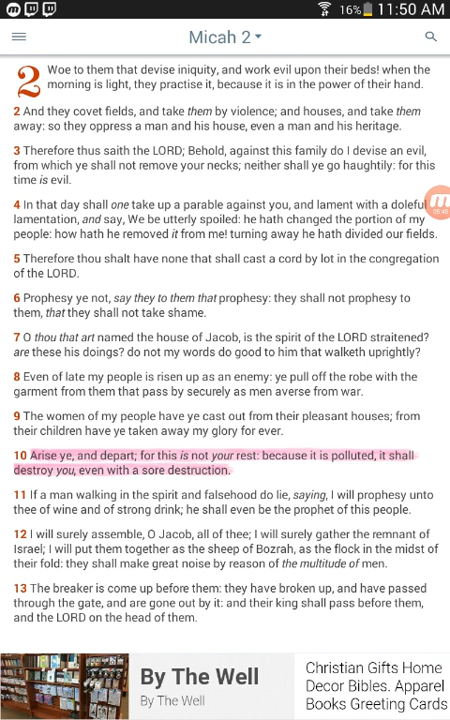 16% 11:50 AM
Micah 2
2 Woe to them that devise iniquity, and work evil upon their beds! when the
morning is light, they practise it, because it is in the power of their hand.
2 And they covet fields, and take them by violence; and houses, and take them
away: so they oppress a man and his house, even a man and his heritage.
3 Therefore thus saith the LORD; Behold, against this family do I devise an evil,
from which ye shall not remove your necks; neither shall ye go haughtily: for this
time is evil.
4 In that day shall one take up a parable against you, and lament with a doleful
lamentation, and say, We be utterly spoiled: he hath changed the portion of my
people: how hath he removed it from me! turning away he hath divided our fields.
5 Therefore thou shalt have none that shall cast a cord by lot in the congregation
of the LORD.
6 Prophesy ye not, say they to them that prophesy: they shall not prophesy to
them, that they shall not take shame.
7 O thou that art named the house of Jacob, is the spirit of the LORD straitened?
are these his doings? do not my words do good to him that walketh uprightly?
8 Even of late my people is risen up as an enemy: ye pull off the robe with the
garment from them that pass by securely as men averse from war.
9 The women of my people have ye cast out from their pleasant houses; from
their children have ye taken away my glory for ever.
10 Arise ye, and depart; for this is not your rest: because it is polluted, it shall
destroy you, even with a sore destruction.
11 If a man walking in the spirit and falsehood do lie, saying, I will prophesy unto
thee of wine and of strong drink; he shall even be the prophet of this people.
12 I will surely assemble, O Jacob, all of thee; I will surely gather the remnant of
Israel; I will put them together as the sheep of Bozrah, as the flock in the midst of
their fold: they shall make great noise by reason of the multitude of men.
13 The breaker is come up before them: they have broken up, and have passed
through the gate, and are gone out by it: and their king shall pass before them,
and the LORD on the head of them.
By The Well
By The Well
Christian Gifts Home
Decor Bibles. Apparel
Books Greeting Cards